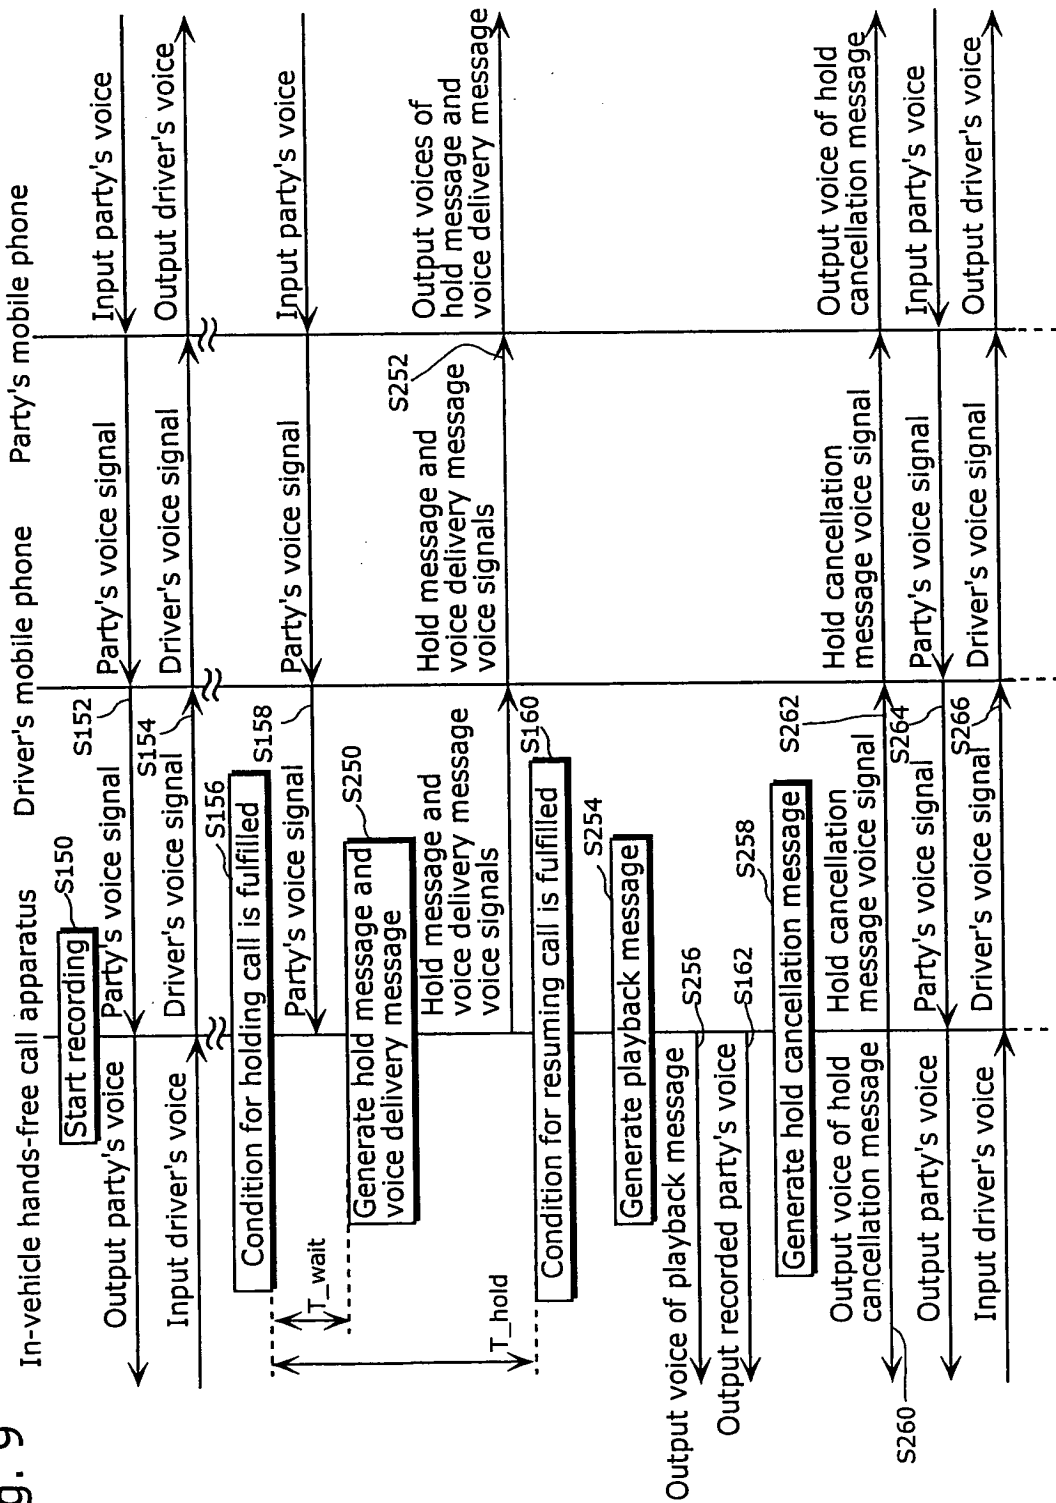 g. 9
In-vehicle hands-free call apparatus
Driver's mobile phone
Party's mobile phone
Start recording
S150
Output party's voice
Party's voice signal
S152
Party's voice signal
Input party's voice
Input driver's voice
Driver's voice signal
S154
Driver's voice signal
Output driver's voice
Condition for holding call is fulfilled
S156
Party's voice signal
S158
Party's voice signal
Input party's voice
T_wait
Generate hold message and
voice delivery message
S250
Hold message and
voice delivery message
voice signals
Hold message and
voice delivery message
voice signals
S252
Output voices of
hold message and
voice delivery message
T_hold
Condition for resuming call is fulfilled
S160
Generate playback message
S254
Output voice of playback message
S256
Output recorded party's voice
S162
Generate hold cancellation message
S258
Output voice of hold
cancellation message
S260
Hold cancellation
message voice signal
S262
Hold cancellation
message voice signal
Output voice of hold
cancellation message
Output party's voice
Party's voice signal
S264
Party's voice signal
Input party's voice
Input driver's voice
Driver's voice signal
S266
Driver's voice signal
Output driver's voice